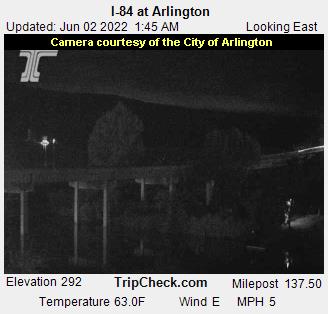 I-84 at Arlington
Updated: Jun 02 2022 1:45 AM Looking East
Camera courtesy of the City of Arlington
Elevation 292 TripCheck.com Milepost 137.50
Temperature 63.0F Wind E MPH 5